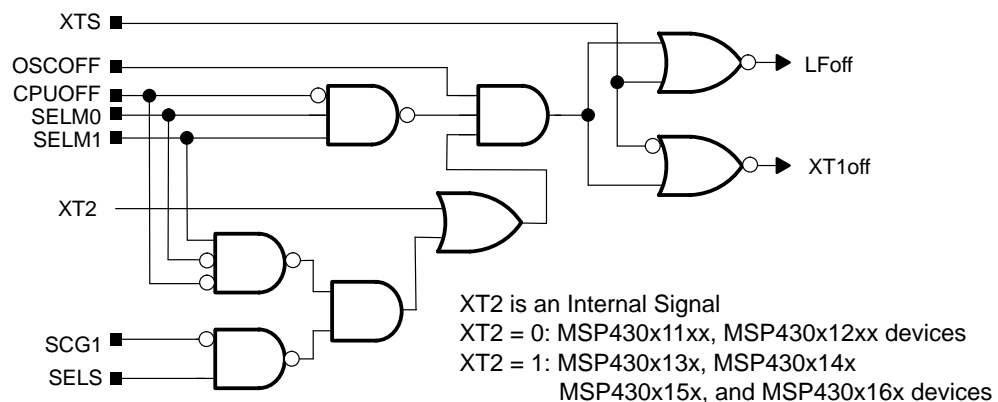 XTS
OSCOFF
CPUOFF
SELM0
SELM1
XT2
SCG1
SELS
LFoff
XT1off
XT2 is an Internal Signal
XT2 = 0: MSP430x11xx, MSP430x12xx devices
XT2 = 1: MSP430x13x, MSP430x14x
MSP430x15x, and MSP430x16x devices